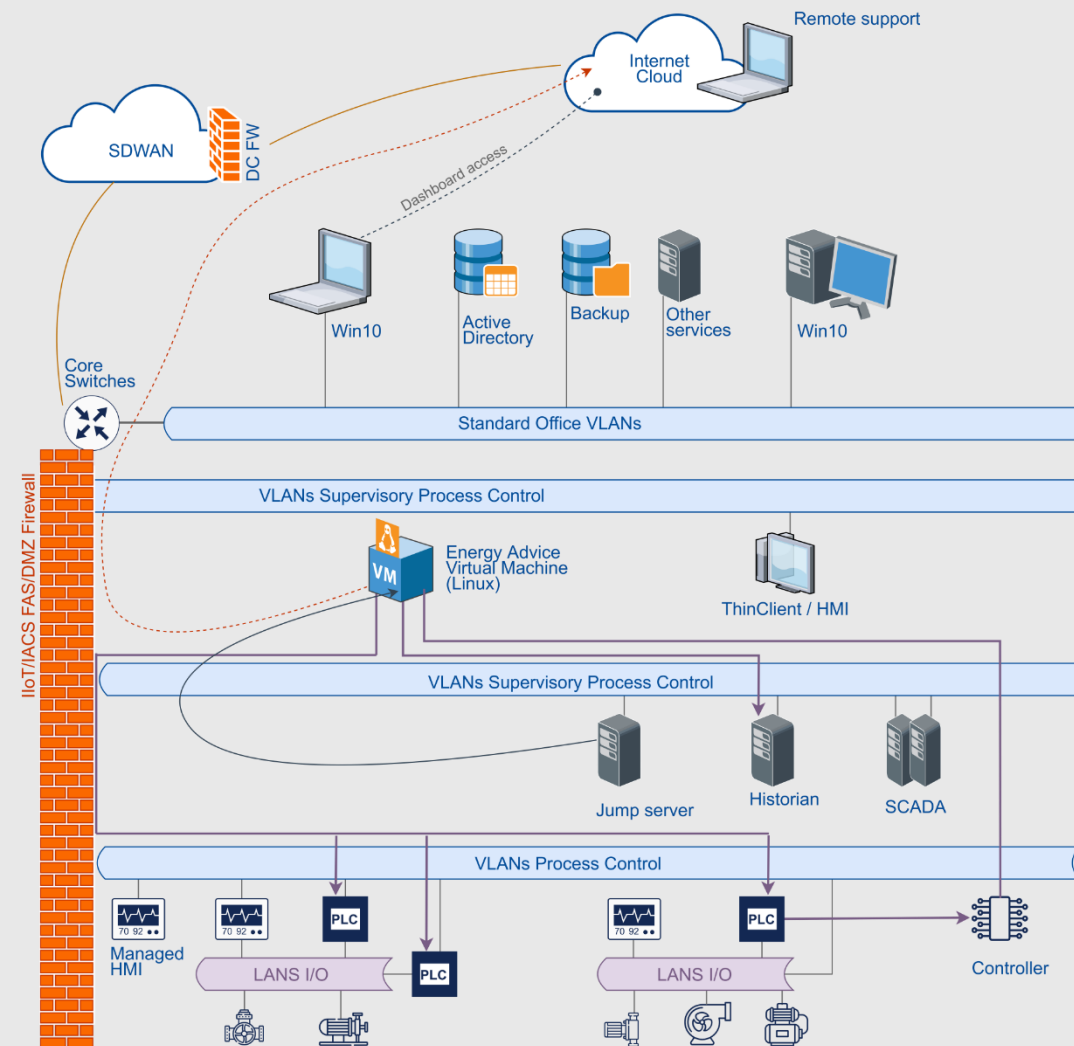 Remote support
Internet
Cloud
SDWAN
DC FW
Dashboard access
Win10
Active
Directory
Backup
Other
services
Win10
Core
Switches
Standard Office VLANs
IIoT/IACS FAS/DMZ Firewall
VLANs Supervisory Process Control
VM
Energy Advice
Virtual Machine
(Linux)
ThinClient / HMI
VLANs Supervisory Process Control
Jump server
Historian
SCADA
VLANs Process Control
70 92
Managed
HMI
70 92
PLC
PLC
LANS I/O
70 92
PLC
LANS I/O
Controller